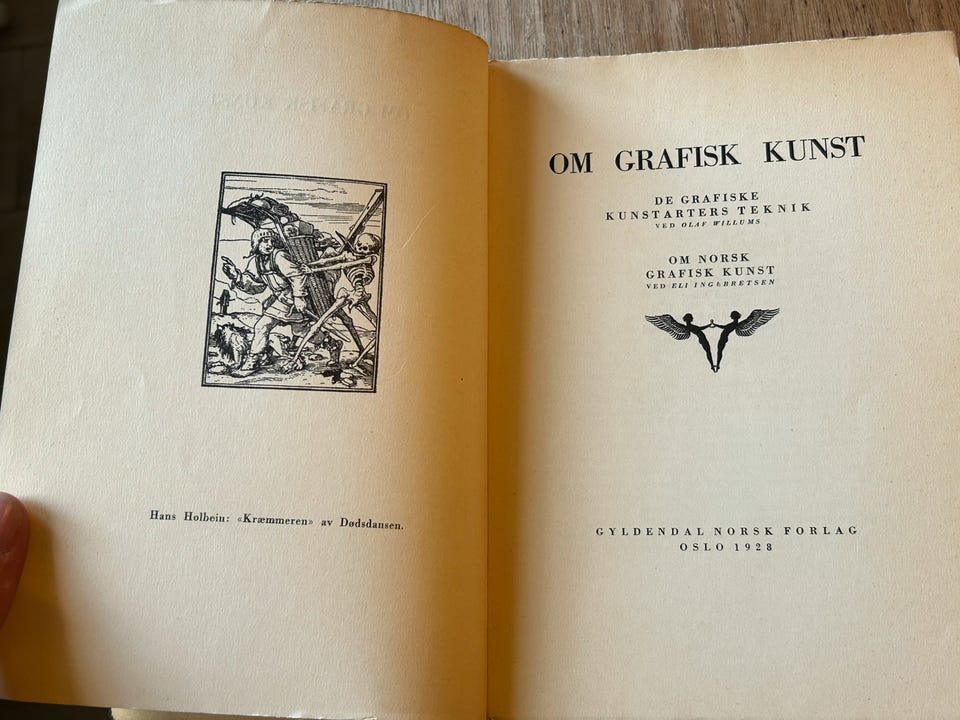 Hans Holbein: «Kræmmeren» av Dødsdansen.
OM GRAFISK KUNST
DE GRAFISKE
KUNSTARTERS TEKNIK
VED OLAF WILLUMS
OM NORSK
GRAFISK KUNST
VED ELI INGEBRETSEN
GYLDENDAL NORSK FORLAG
OSLO 1928